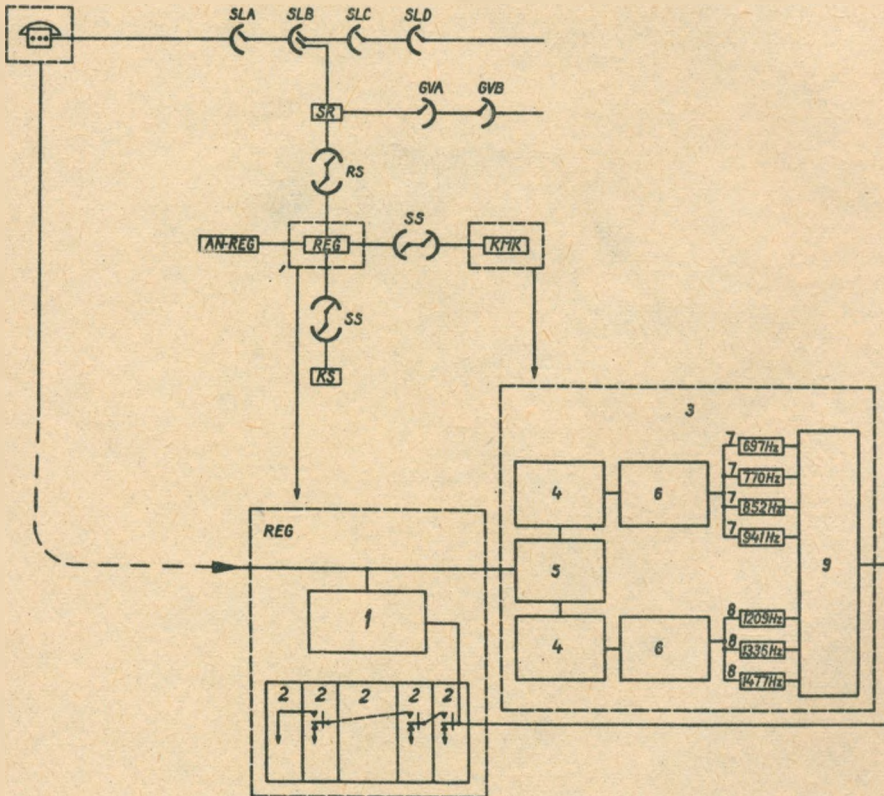 SLA SLB SLC SLD
GVA GVB
SR
RS
SS
AN-REG REG KMK
SS
KS
3
7 697Hz
7 770Hz
4 6
7 852Hz
REG
7 941Hz
5 9
1
8 1209Hz
8 1336Hz
4 6
8 1477Hz
2 2 2 2 2